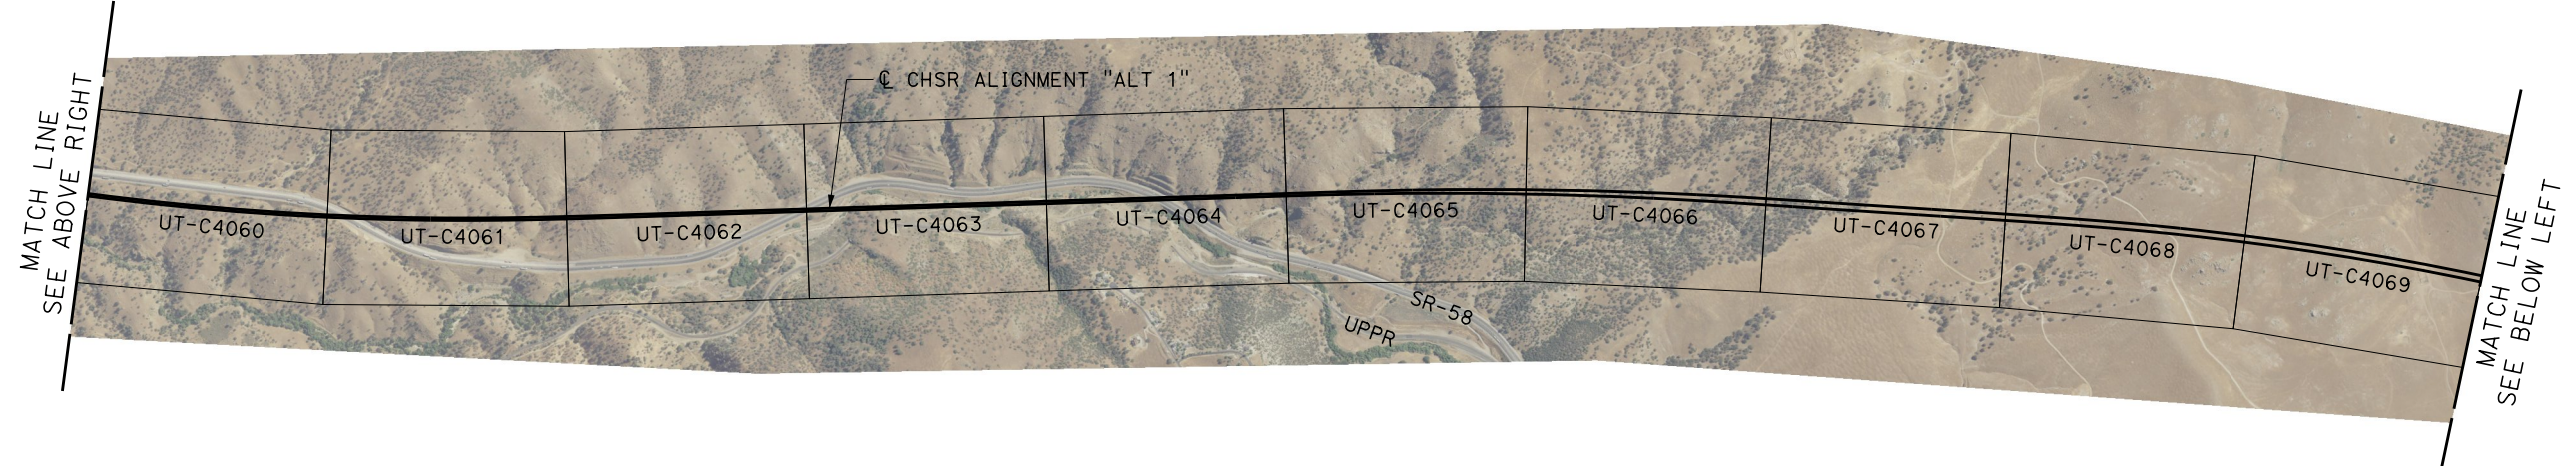 MATCH LINE
SEE ABOVE RIGHT
℄ CHSR ALIGNMENT "ALT 1"
UT-C4060
UT-C4061
UT-C4062
UT-C4063
UT-C4064
UT-C4065
UT-C4066
UT-C4067
UT-C4068
UT-C4069
SR-58
UPPR
MATCH LINE
SEE BELOW LEFT